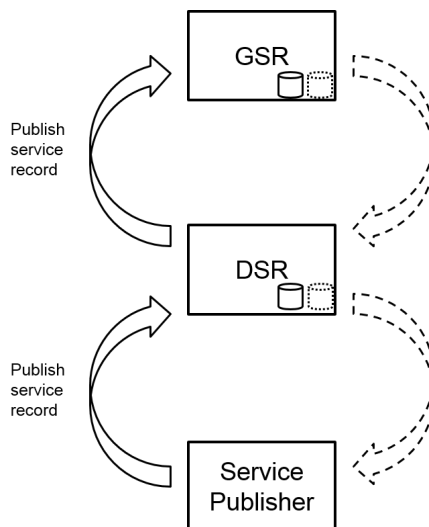 GSR
Publish
service
record
DSR
Publish
service
record
Service
Publisher